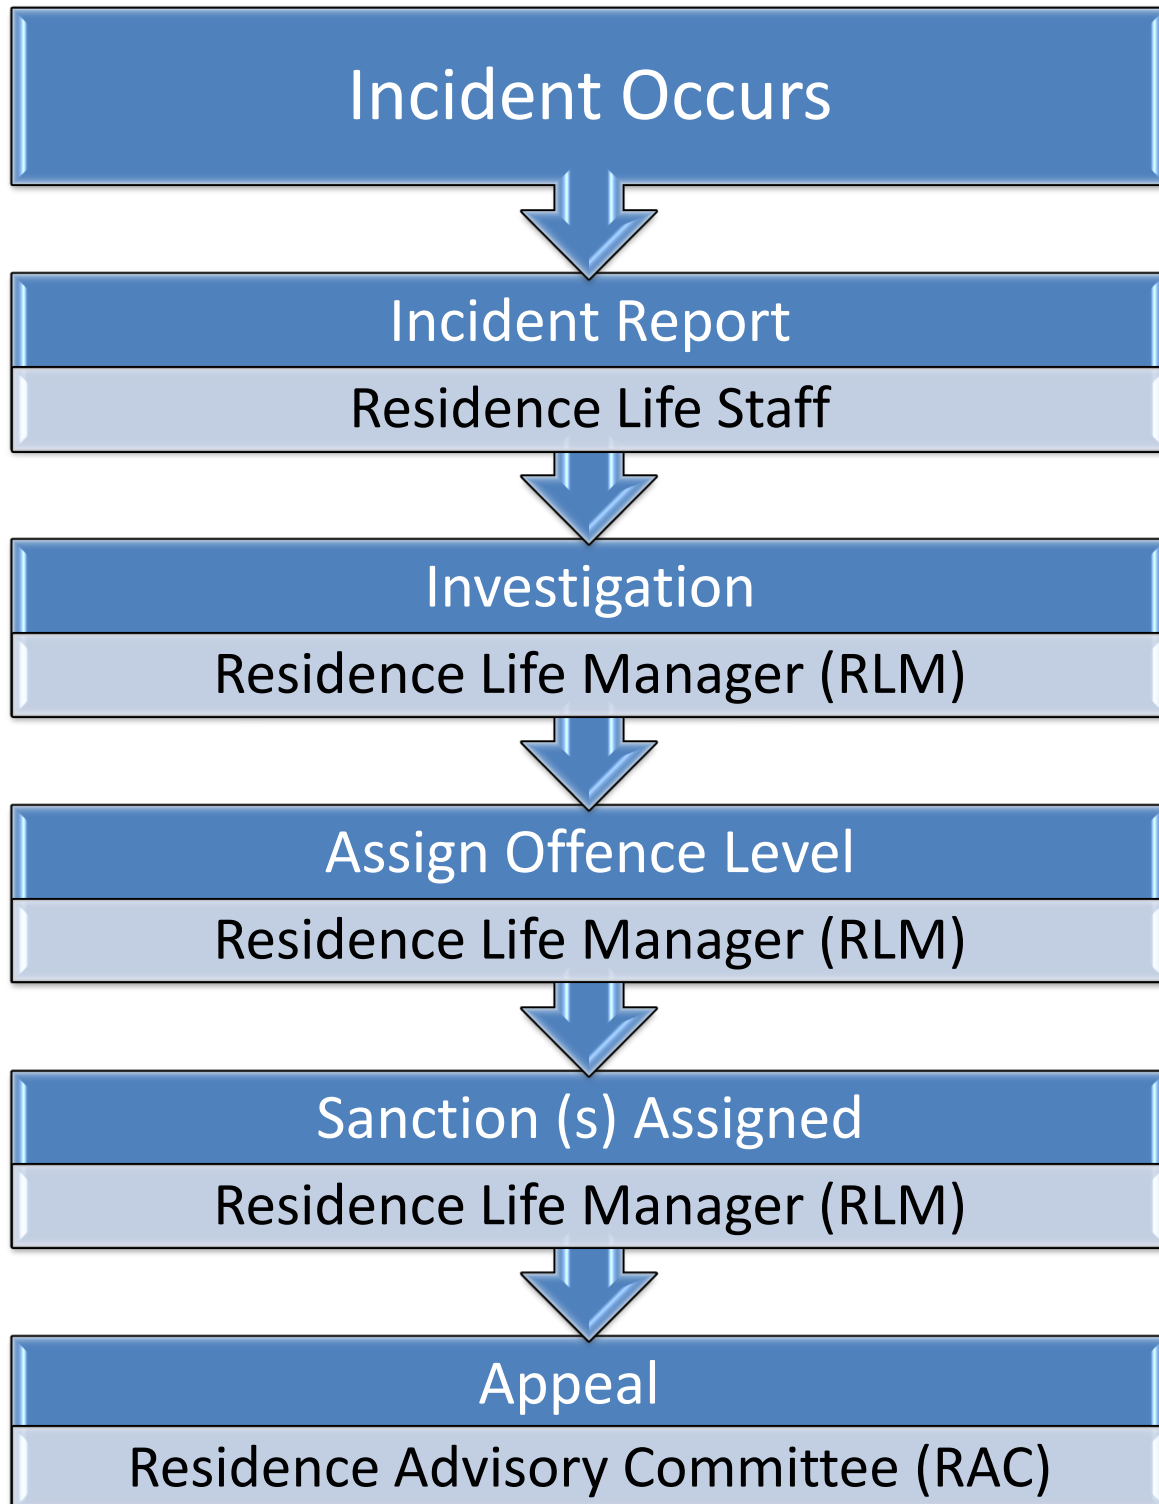 Incident Occurs
Incident Report
Residence Life Staff
Investigation
Residence Life Manager (RLM)
Assign Offence Level
Residence Life Manager (RLM)
Sanction (s) Assigned
Residence Life Manager (RLM)
Appeal
Residence Advisory Committee (RAC)